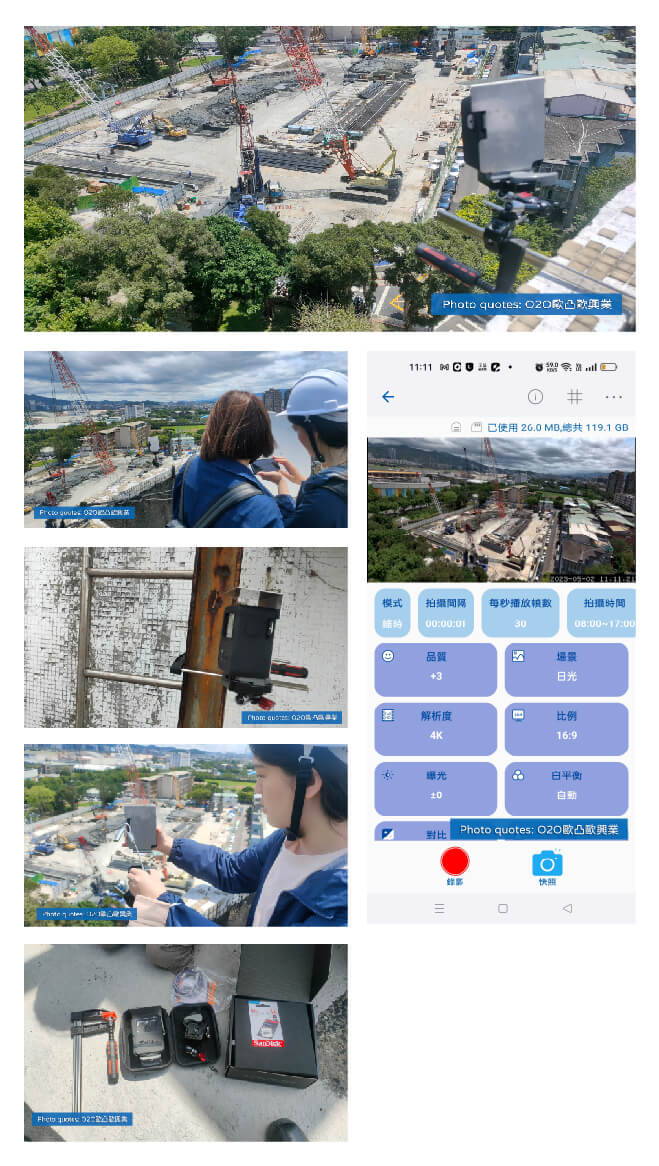 Photo quotes: O2O歐凸歐興業
Photo quotes: O2O歐凸歐興業
Photo quotes: O2O歐凸歐興業
Photo quotes: O2O歐凸歐興業
SanDisk
Photo quotes: O2O歐凸歐興業
11:11
59.0
KB/S
已使用 26.0 MB,總共 119.1 GB
2023-05-02 11:11:21
模式
縮時
拍攝間隔
00:00:01
每秒播放幀數
30
拍攝時間
08:00~17:00
品質
+3
場景
日光
解析度
4K
比例
16:9
曝光
±0
白平衡
自動
對比
Photo quotes: O2O歐凸歐興業
錄影
快照